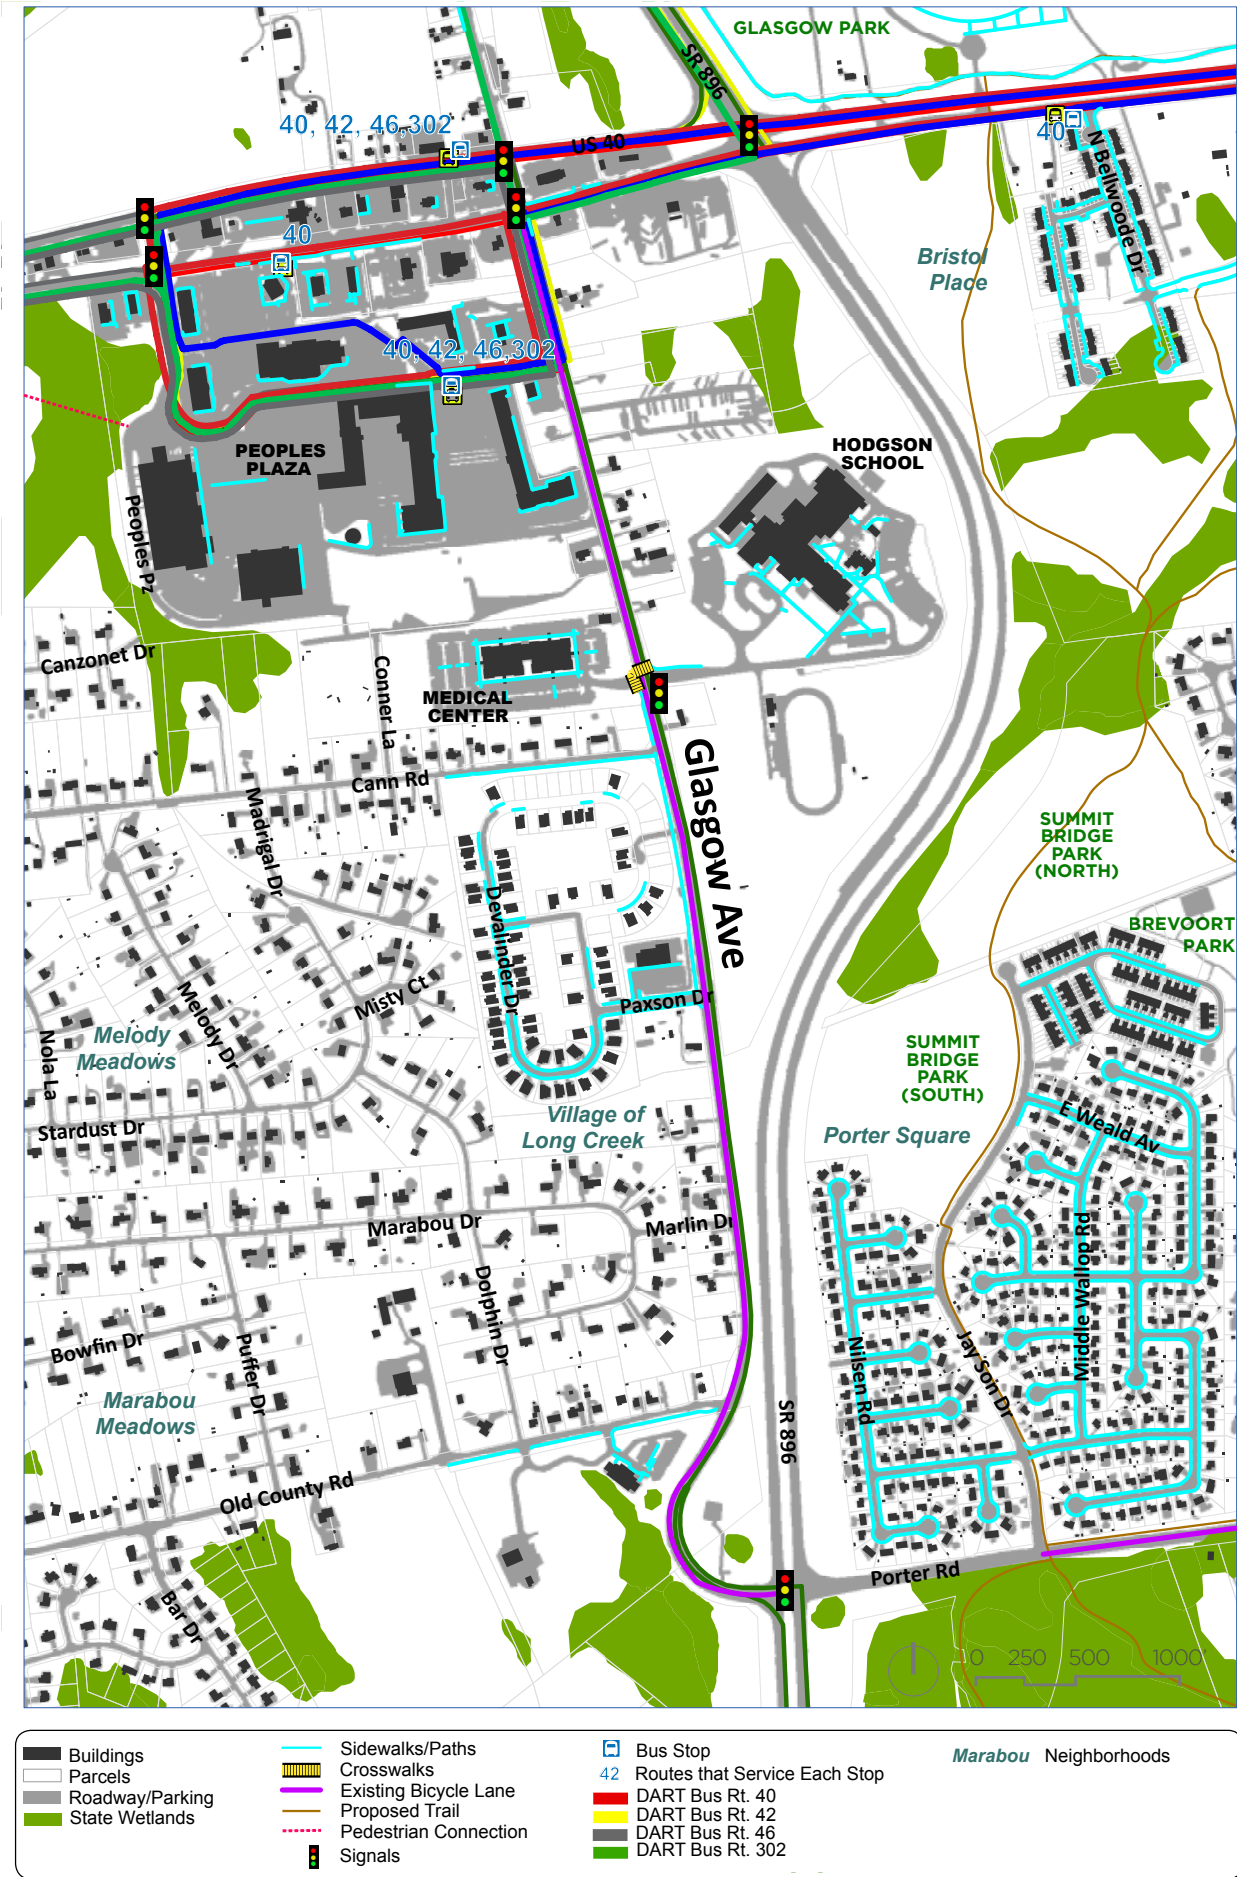 GLASGOW PARK
SR 896
40, 42, 46,302
US 40
40
N Bellwoode Dr
40
Bristol
Place
40, 42, 46,302
PEOPLES
PLAZA
HODGSON
SCHOOL
Peoples Pz
Canzonet Dr
Conner La
MEDICAL
CENTER
Glasgow Ave
Cann Rd
Madrigal Dr
SUMMIT
BRIDGE
PARK
(NORTH)
Devalinder Dr
BREVOORT
PARK
Melody Dr
Misty Ct
Paxson Dr
Nola La
Melody
Meadows
SUMMIT
BRIDGE
PARK
(SOUTH)
Stardust Dr
Village of
Long Creek
Porter Square
E Weald Av
Marabou Dr
Marlin Dr
Middle Wallop Rd
Dolphin Dr
Bowfin Dr
Puffer Dr
Nilsen Rd
Jay Son Dr
Marabou
Meadows
SR 896
Old County Rd
Porter Rd
Bar Dr
0 250 500 1000'
Buildings
Parcels
Roadway/Parking
State Wetlands
Sidewalks/Paths
Crosswalks
Existing Bicycle Lane
Proposed Trail
Pedestrian Connection
Signals
Bus Stop
42 Routes that Service Each Stop
DART Bus Rt. 40
DART Bus Rt. 42
DART Bus Rt. 46
DART Bus Rt. 302
Marabou Neighborhoods